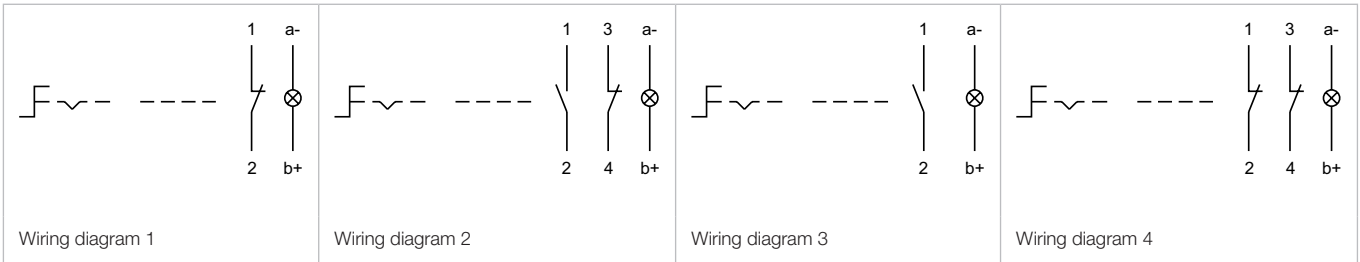 1 a-
2 b+
Wiring diagram 1
1 3 a-
2 4 b+
Wiring diagram 2
1 a-
2 b+
Wiring diagram 3
1 3 a-
2 4 b+
Wiring diagram 4